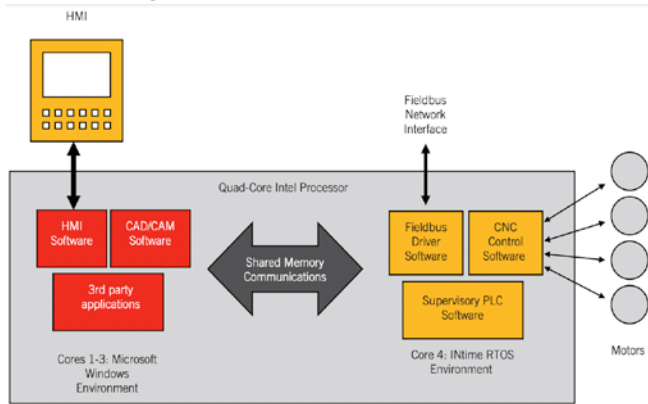 HMI
Fieldbus
Network
Interface
Quad-Core Intel Processor
HMI
Software
CAD/CAM
Software
3rd party
applications
Shared Memory
Communications
Fieldbus
Driver
Software
CNC
Control
Software
Supervisory PLC
Software
Cores 1-3: Microsoft
Windows
Environment
Core 4: INtime RTOS
Environment
Motors